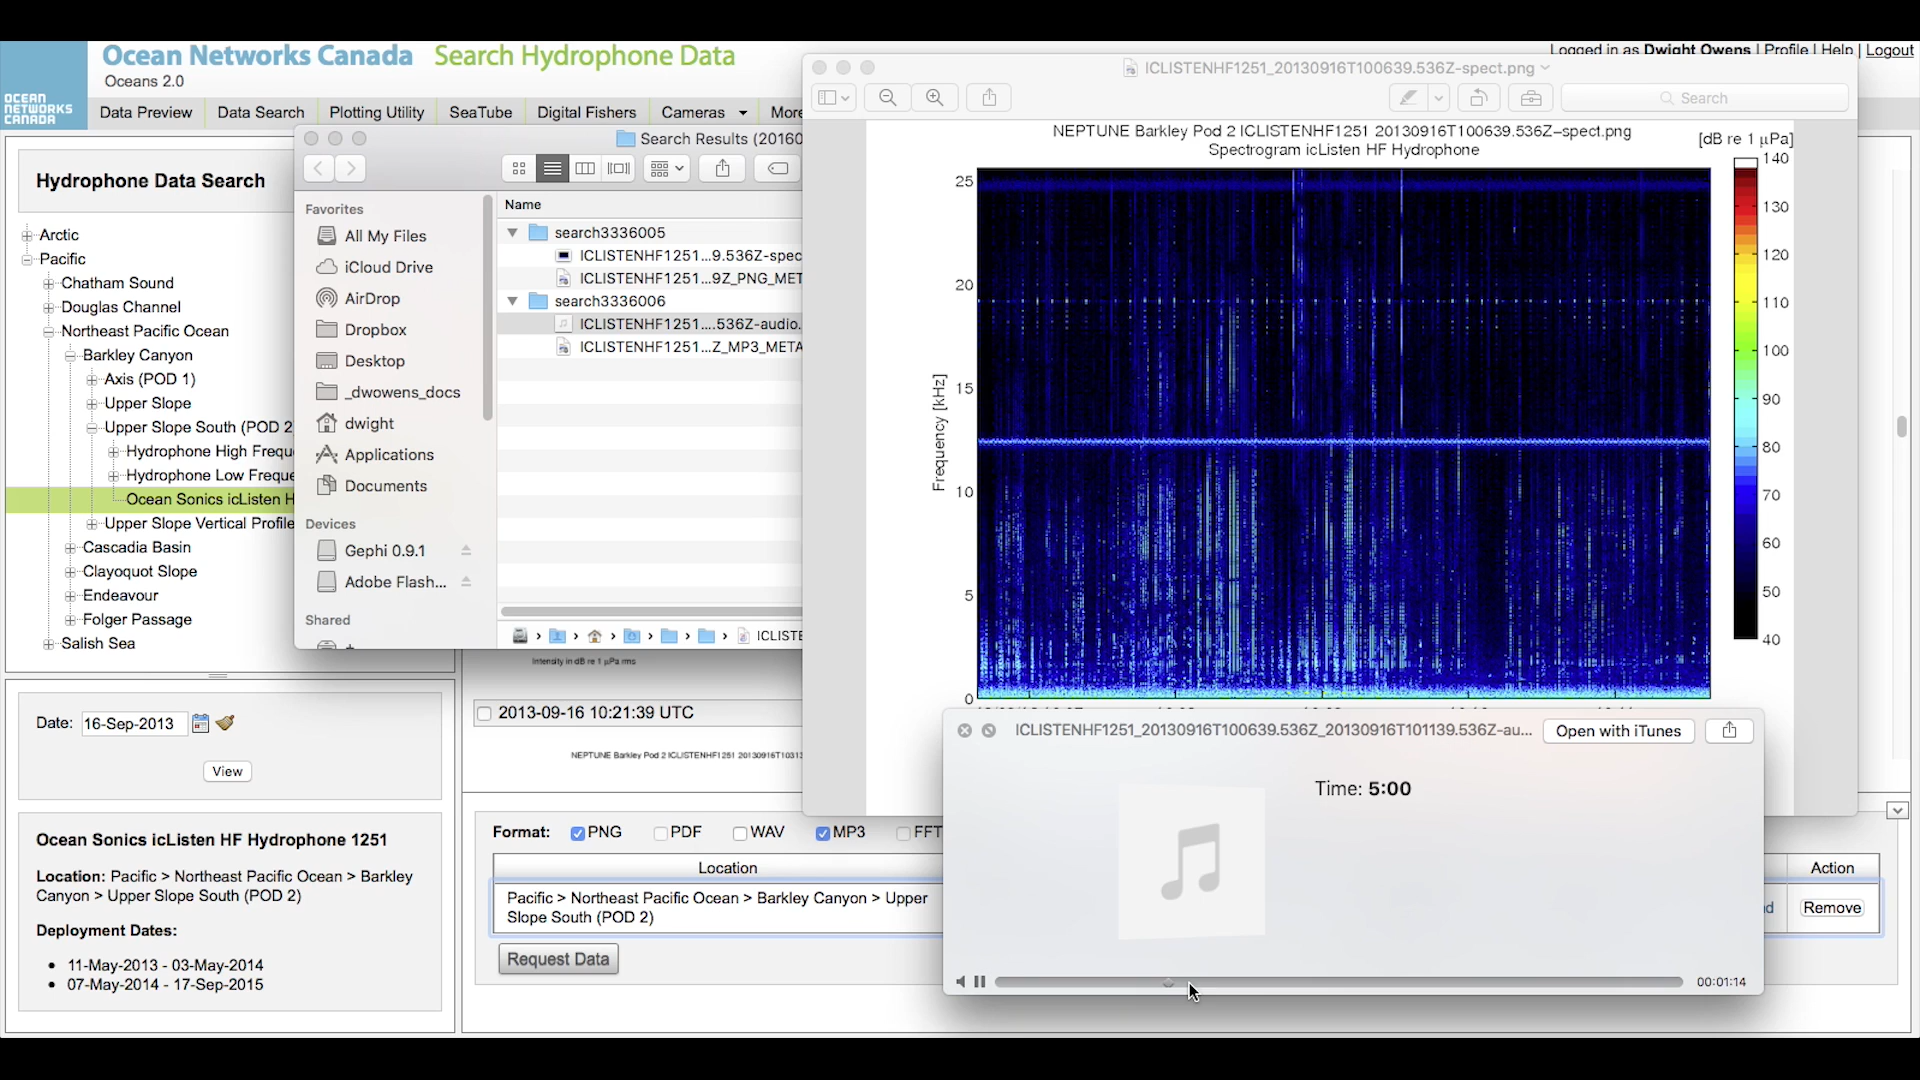 Ocean Networks Canada Search Hydrophone Data
Oceans 2.0
OCEAN
NETWORKS
CANADA
Logged in as Dwight Owens | Profile | Help | Logout
Data Preview Data Search Plotting Utility SeaTube Digital Fishers Cameras More
Hydrophone Data Search
Arctic
Pacific
Chatham Sound
Douglas Channel
Northeast Pacific Ocean
Barkley Canyon
Axis (POD 1)
Upper Slope
Upper Slope South (POD 2
Hydrophone High Frequ
Hydrophone Low Freque
Ocean Sonics icListen H
Upper Slope Vertical Profile
Cascadia Basin
Clayoquot Slope
Endeavour
Folger Passage
Salish Sea
Date: 16-Sep-2013
View
Ocean Sonics icListen HF Hydrophone 1251
Location: Pacific > Northeast Pacific Ocean > Barkley
Canyon > Upper Slope South (POD 2)
Deployment Dates:
• 11-May-2013 - 03-May-2014
• 07-May-2014 - 17-Sep-2015
Search Results (20160
Favorites
All My Files
iCloud Drive
AirDrop
Dropbox
Desktop
_dwowens_docs
dwight
Applications
Documents
Devices
Gephi 0.9.1
Adobe Flash...
Shared
Name
search3336005
ICLISTENHF1251...9.536Z-spec
ICLISTENHF1251...9Z_PNG_MET
search3336006
ICLISTENHF1251....536Z-audio.
ICLISTENHF1251...Z_MP3_META
ICLISTE
Intensity in dB re 1 µPa rms
2013-09-16 10:21:39 UTC
NEPTUNE Barkley Pod 2 ICLISTENHF1251 20130916T10313
Format: PNG PDF WAV MP3 FFT
Location
Action
Pacific > Northeast Pacific Ocean > Barkley Canyon > Upper
Slope South (POD 2)
Remove
Request Data
ICLISTENHF1251_20130916T100639.536Z-spect.png
Search
NEPTUNE Barkley Pod 2 ICLISTENHF1251 20130916T100639.536Z-spect.png
Spectrogram icListen HF Hydrophone
[dB re 1 µPa]
Frequency [kHz]
25
20
15
10
5
0
140
130
120
110
100
90
80
70
60
50
40
ICLISTENHF1251_20130916T100639.536Z_20130916T101139.536Z-au...
Open with iTunes
Time: 5:00
00:01:14